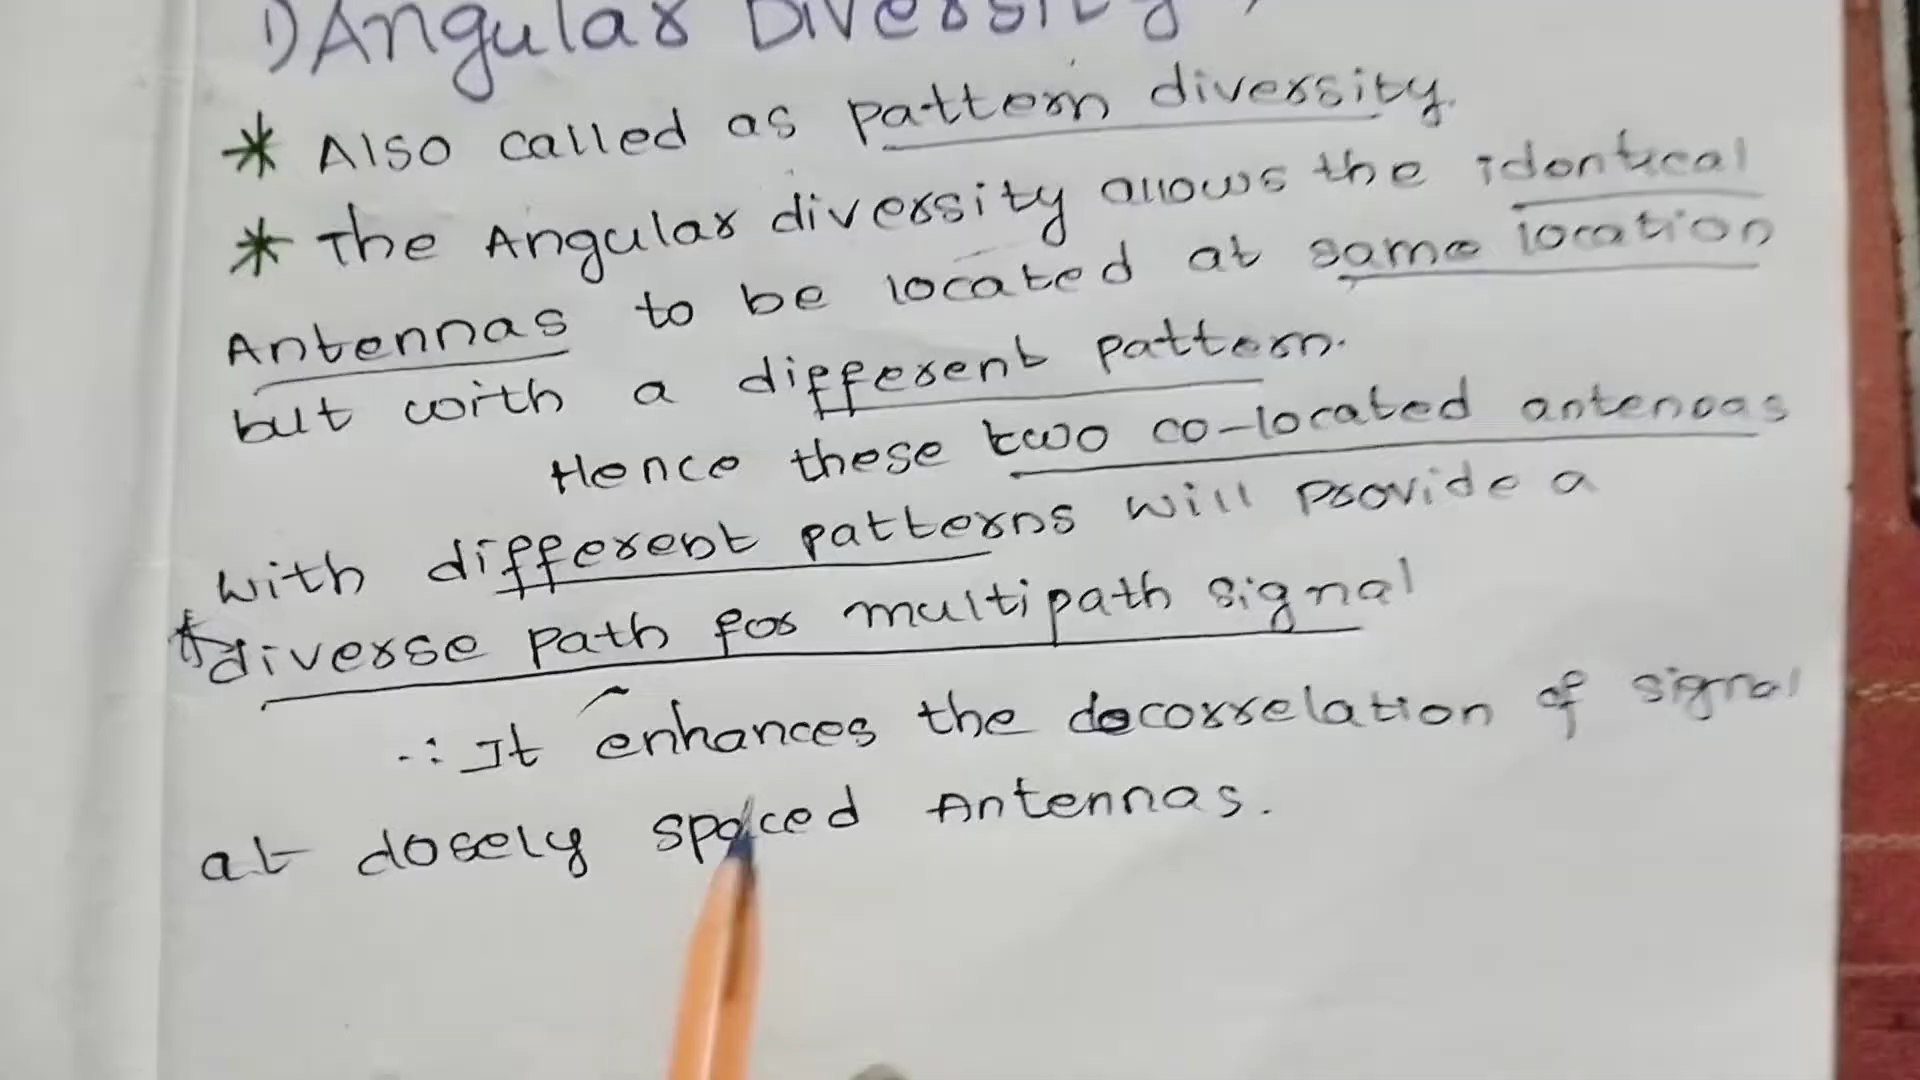 1) Angular Diversity
* Also called as pattern diversity.
* The Angular diversity allows the identical
Antennas to be located at same location
but with a different pattern.
Hence these two co-located antennas
with different patterns will provide a
diverse path for multipath signal
∴ It enhances the decorrelation of signal
at closely spaced Antennas.